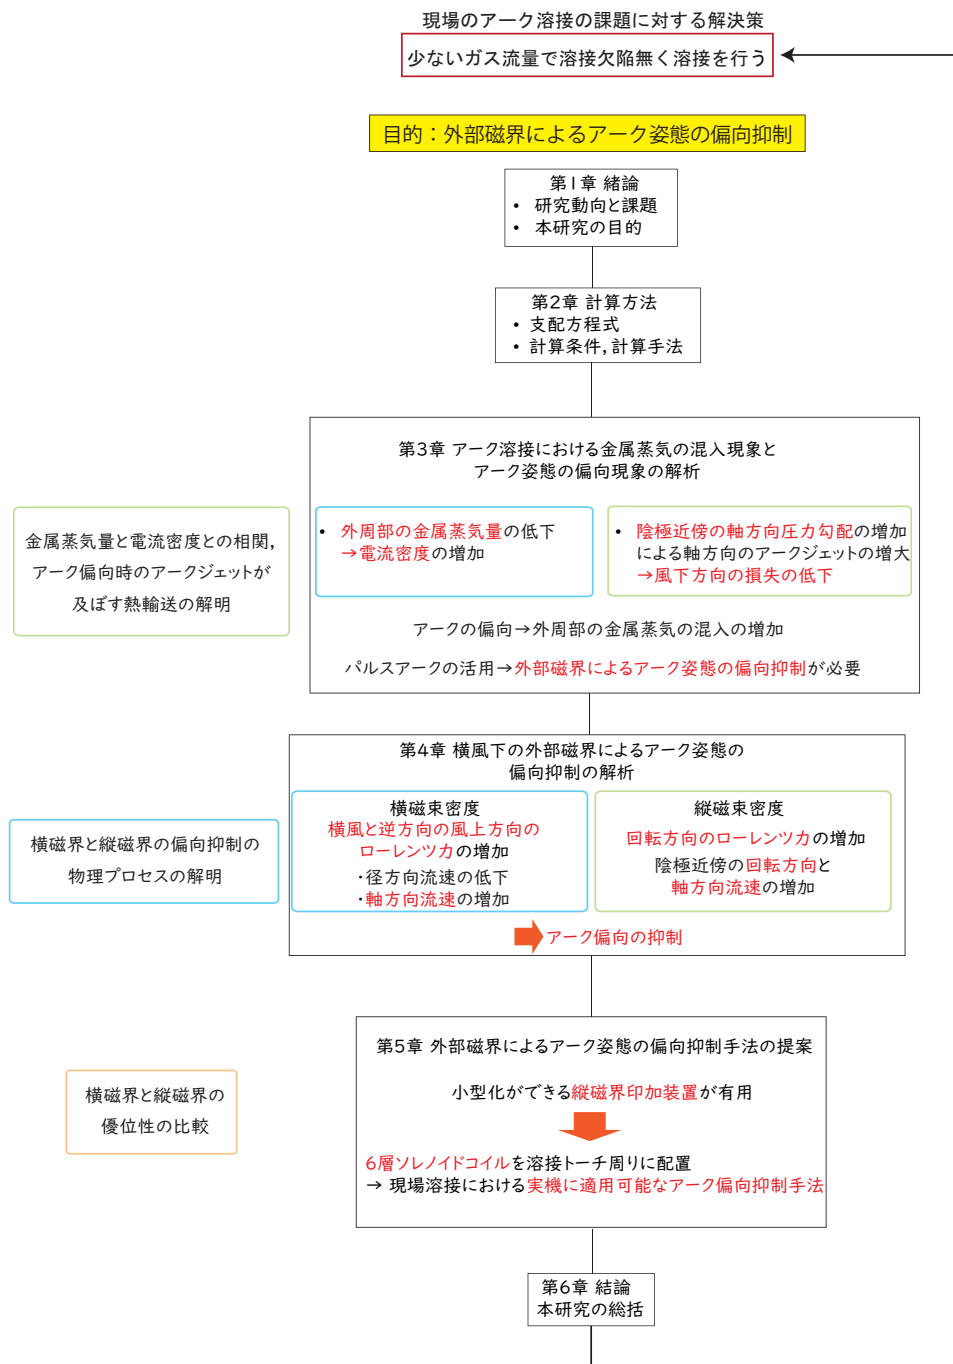 現場のアーク溶接の課題に対する解決策
少ないガス流量で溶接欠陥無く溶接を行う
目的：外部磁界によるアーク姿態の偏向抑制
第1章 緒論
• 研究動向と課題
• 本研究の目的
第2章 計算方法
• 支配方程式
• 計算条件，計算手法
第3章 アーク溶接における金属蒸気の混入現象と
アーク姿態の偏向現象の解析
金属蒸気量と電流密度との相関，
アーク偏向時のアークジェットが
及ぼす熱輸送の解明
• 外周部の金属蒸気量の低下
→電流密度の増加
• 陰極近傍の軸方向圧力勾配の増加
による軸方向のアークジェットの増大
→風下方向の損失の低下
アークの偏向→外周部の金属蒸気の混入の増加
パルスアークの活用→外部磁界によるアーク姿態の偏向抑制が必要
第4章 横風下の外部磁界によるアーク姿態の
偏向抑制の解析
横磁界と縦磁界の偏向抑制の
物理プロセスの解明
横磁束密度
横風と逆方向の風上方向の
ローレンツ力の増加
・径方向流速の低下
・軸方向流速の増加
縦磁束密度
回転方向のローレンツ力の増加
陰極近傍の回転方向と
軸方向流速の増加
アーク偏向の抑制
第5章 外部磁界によるアーク姿態の偏向抑制手法の提案
横磁界と縦磁界の
優位性の比較
小型化ができる縦磁界印加装置が有用
6層ソレノイドコイルを溶接トーチ周りに配置
→ 現場溶接における実機に適用可能なアーク偏向抑制手法
第6章 結論
本研究の総括